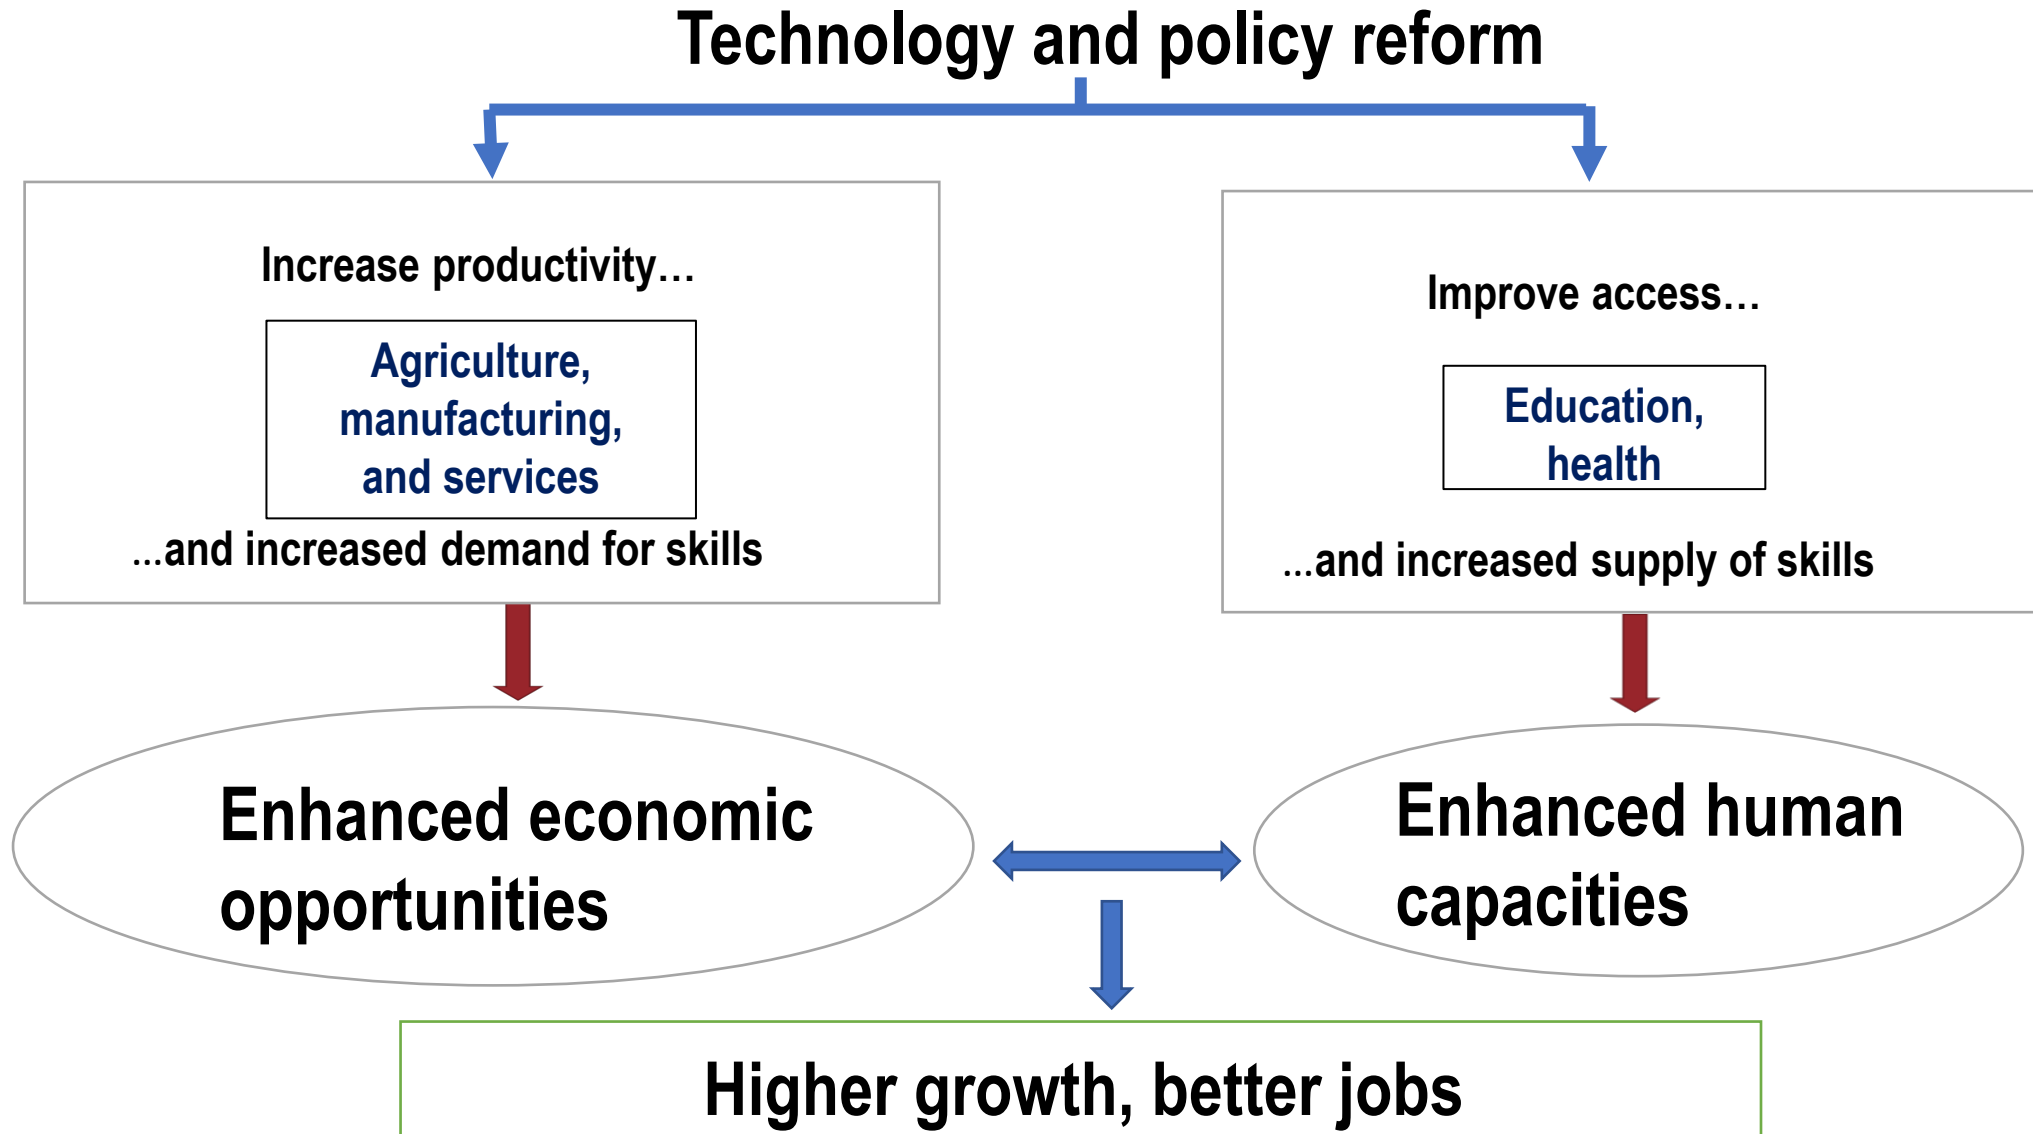 Technology and policy reform
Increase productivity…
Agriculture,
manufacturing,
and services
…and increased demand for skills
Improve access…
Education,
health
…and increased supply of skills
Enhanced economic
opportunities
Enhanced human
capacities
Higher growth, better jobs